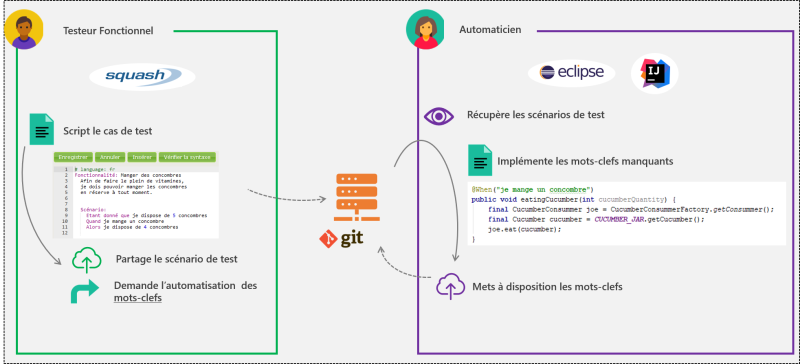 Testeur Fonctionnel
squash
Script le cas de test
Enregistrer Annuler Insérer Vérifier la syntaxe
1 # language: fr
2 Fonctionnalité: Manger des concombres
3 Afin de faire le plein de vitamines,
4 je dois pouvoir manger les concombres
5 en réserve à tout moment.
6
7
8 Scénario:
9 Etant donné que je dispose de 5 concombres
10 Quand je mange un concombre
11 Alors je dispose de 4 concombres
12
Partage le scénario de test
Demande l'automatisation des
mots-clefs
git
Automaticien
eclipse
IJ
Récupère les scénarios de test
Implémente les mots-clefs manquants
@When("je mange un concombre")
public void eatingCucumber(int cucumberQuantity) {
final CucumberConsummer joe = CucumberConsummerFactory.getConsummer();
final Cucumber cucumber = CUCUMBER_JAR.getCucumber();
joe.eat(cucumber);
}
Mets à disposition les mots-clefs